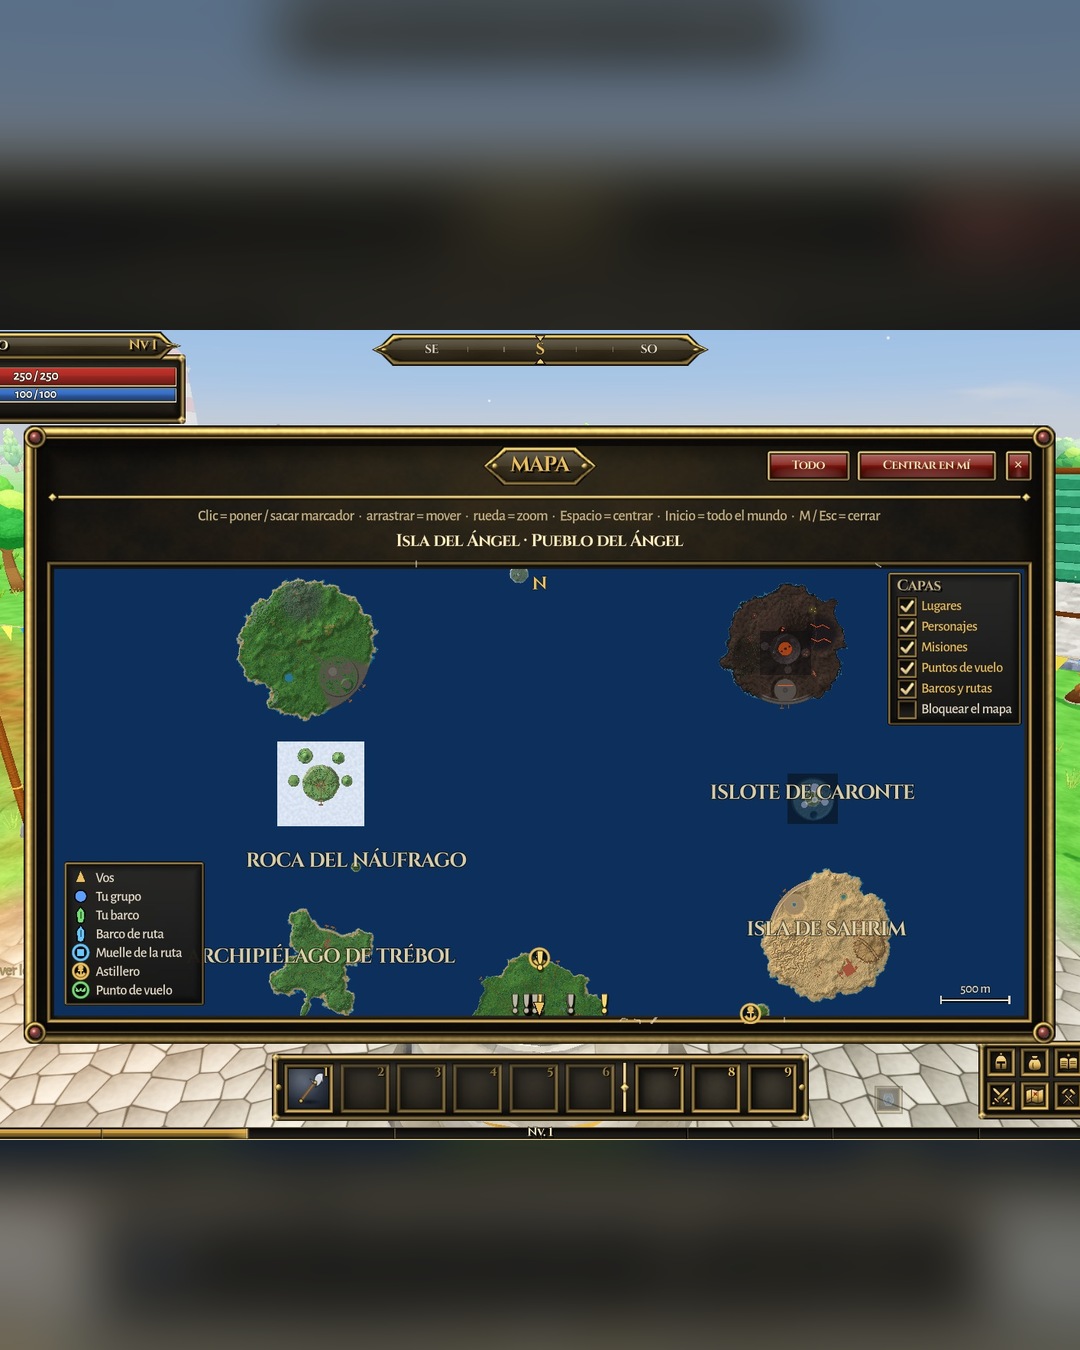 O
Nv 1
250 / 250
100 / 100
SE
S
SO
MAPA
Todo
Centrar en mí
×
Clic = poner / sacar marcador · arrastrar = mover · rueda = zoom · Espacio = centrar · Inicio = todo el mundo · M / Esc = cerrar
Isla del Ángel · Pueblo del Ángel
N
Capas
Lugares
Personajes
Misiones
Puntos de vuelo
Barcos y rutas
Bloquear el mapa
ISLOTE DE CARONTE
ROCA DEL NÁUFRAGO
ISLA DE SAHRIM
RCHIPIÉLAGO DE TRÉBOL
Vos
Tu grupo
Tu barco
Barco de ruta
Muelle de la ruta
Astillero
Punto de vuelo
500 m
1
2
3
4
5
6
7
8
9
Nv. 1